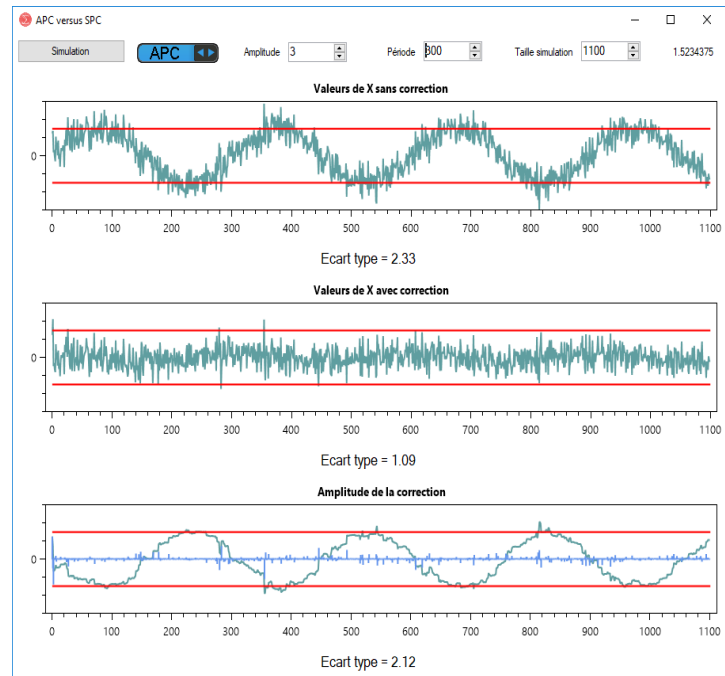 APC versus SPC
Simulation APC Amplitude 3 Période 300 Taille simulation 1100 1.5234375
Valeurs de X sans correction
0
0 100 200 300 400 500 600 700 800 900 1000 1100
Ecart type = 2.33
Valeurs de X avec correction
0
0 100 200 300 400 500 600 700 800 900 1000 1100
Ecart type = 1.09
Amplitude de la correction
0
0 100 200 300 400 500 600 700 800 900 1000 1100
Ecart type = 2.12